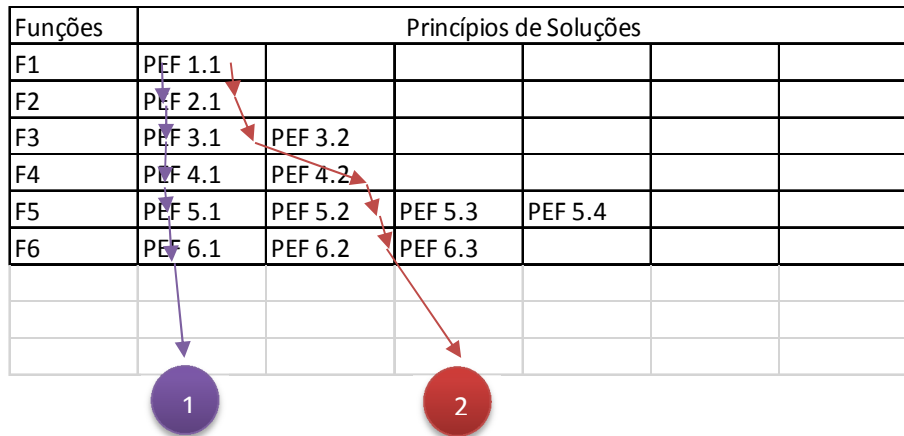 Funções Princípios de Soluções
F1 PEF 1.1
F2 PEF 2.1
F3 PEF 3.1 PEF 3.2
F4 PEF 4.1 PEF 4.2
F5 PEF 5.1 PEF 5.2 PEF 5.3 PEF 5.4
F6 PEF 6.1 PEF 6.2 PEF 6.3
1 2